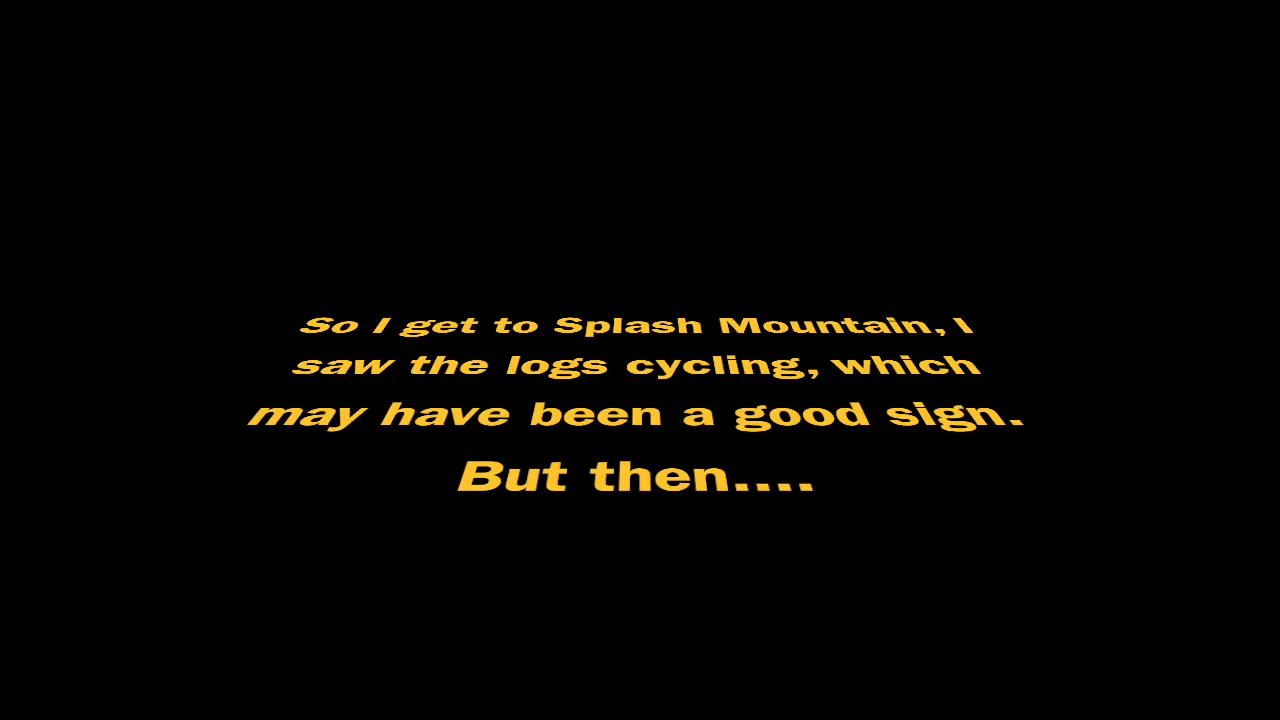 So I get to Splash Mountain, I
saw the logs cycling, which
may have been a good sign.
But then....